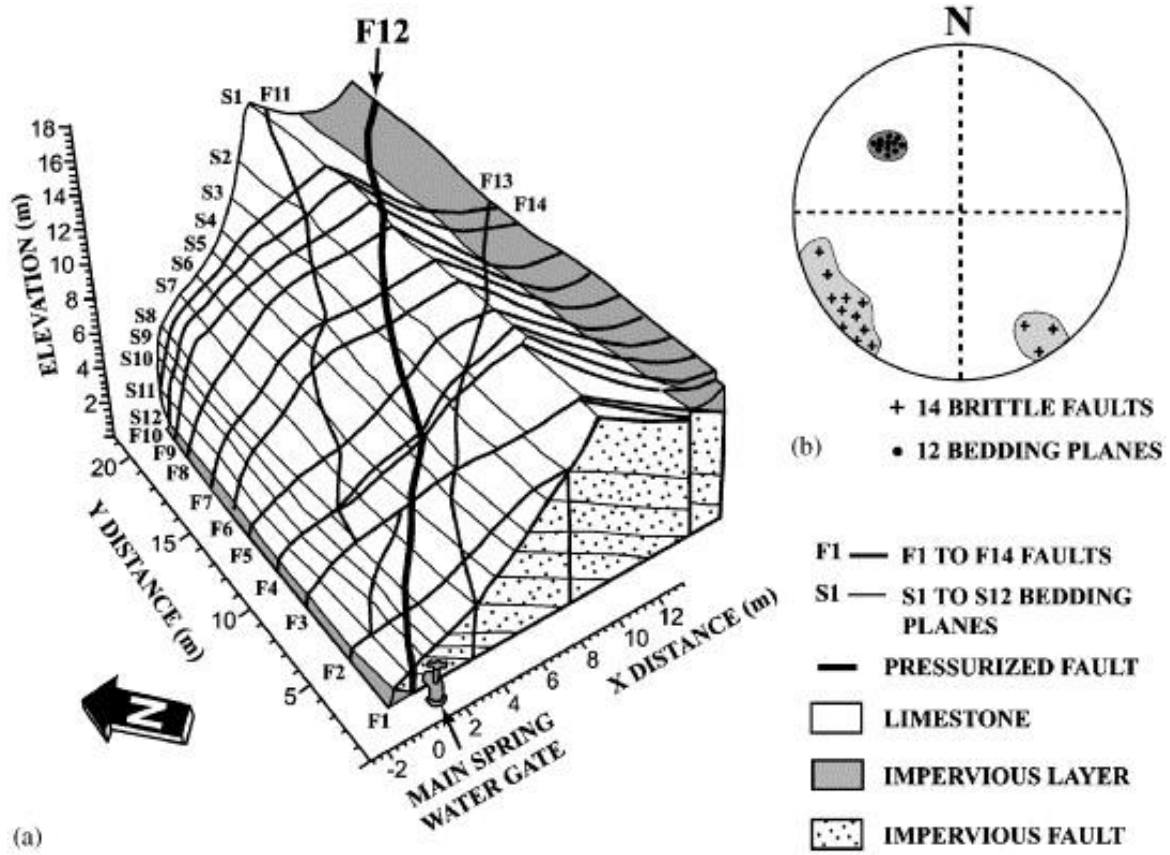 F12
S1 F11
S2
S3
S4
S5
S6
S7
S8
S9
S10
S11
S12
F10
F9
F8
F7
F6
F5
F4
F3
F2
F1
F13
F14
18
16
14
12
10
8
6
4
2
ELEVATION (m)
20
15
10
5
Y DISTANCE (m)
-2
0
2
4
6
8
10
12
X DISTANCE (m)
MAIN SPRING
WATER GATE
N
(a)
N
+ 14 BRITTLE FAULTS
(b)
• 12 BEDDING PLANES
F1 F1 TO F14 FAULTS
S1 S1 TO S12 BEDDING
PLANES
PRESSURIZED FAULT
LIMESTONE
IMPERVIOUS LAYER
IMPERVIOUS FAULT